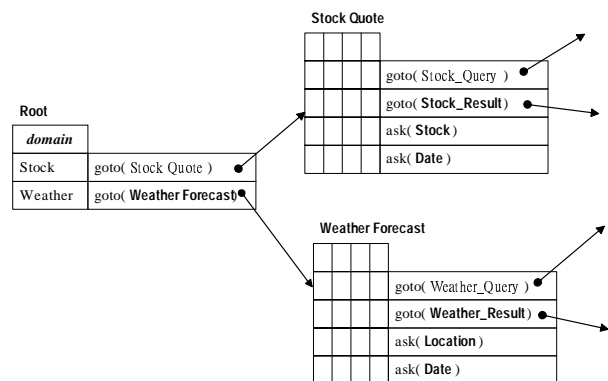 Stock Quote
goto( Stock_Query )
goto( Stock_Result)
ask( Stock )
ask( Date )
Root
domain
Stock goto( Stock Quote )
Weather goto( Weather Forecast)
Weather Forecast
goto( Weather_Query )
goto( Weather_Result )
ask( Location )
ask( Date )